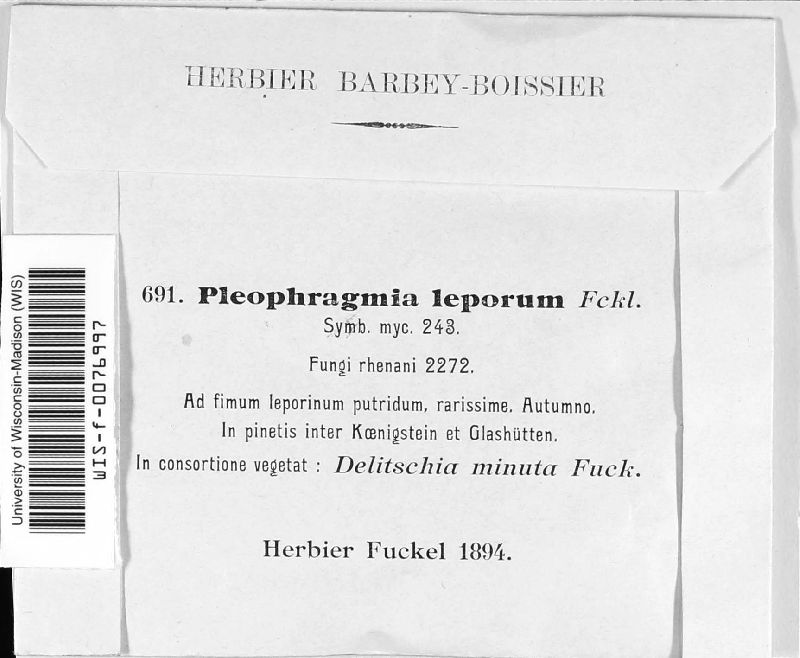 HERBIER BARBEY-BOISSIER
691. Pleophragmia leporum Fckl.
Symb. myc. 243.
Fungi rhenani 2272.
Ad fimum leporinum putridum, rarissime. Autumno.
In pinetis inter Kœnigstein et Glashütten.
In consortione vegetat : Delitschia minuta Fuck.
Herbier Fuckel 1894.
University of Wisconsin-Madison (WIS)
WIS-f-0076997